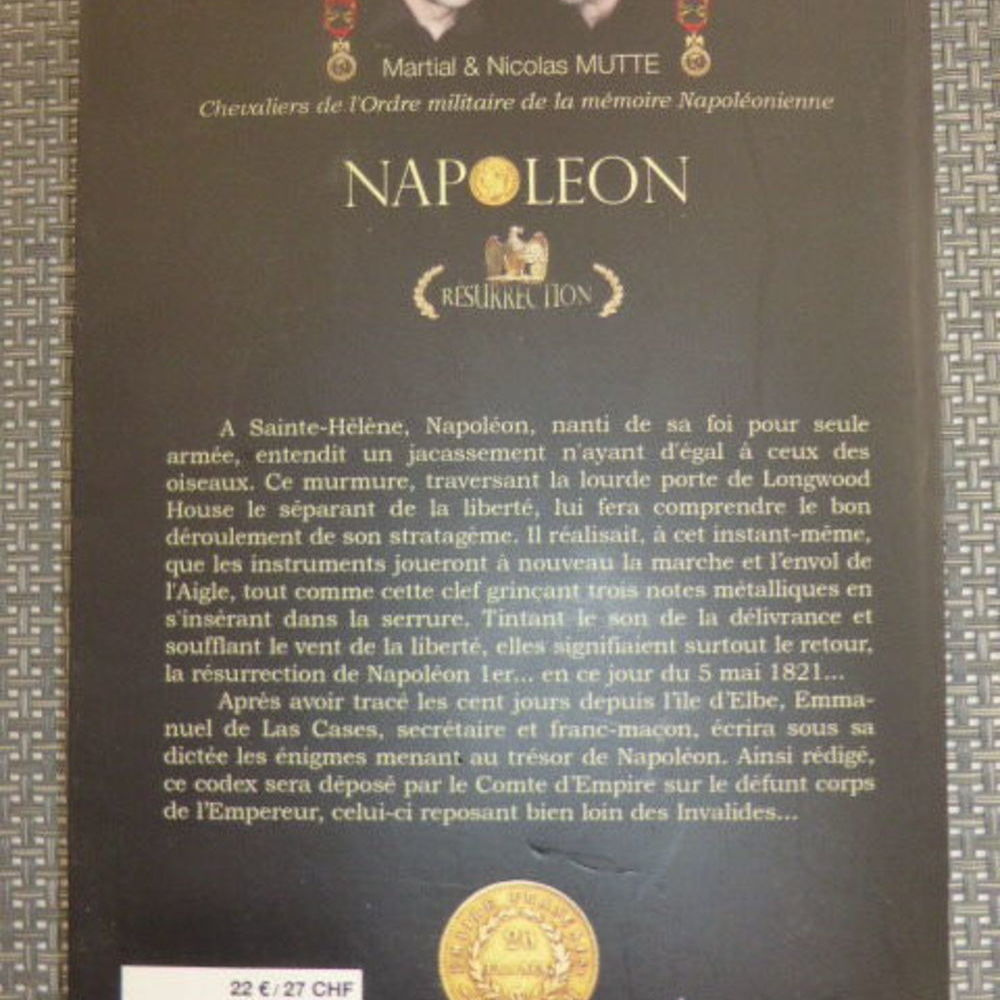 Martial & Nicolas MUTTE
Chevaliers de l'Ordre militaire de la mémoire Napoléonienne
NAPOLEON
RESURRECTION
A Sainte-Hélène, Napoléon, nanti de sa foi pour seule
armée, entendit un jacassement n'ayant d'égal à ceux des
oiseaux. Ce murmure, traversant la lourde porte de Longwood
House le séparant de la liberté, lui fera comprendre le bon
déroulement de son stratagème. Il réalisait, à cet instant-même,
que les instruments joueront à nouveau la marche et l'envol de
l'Aigle, tout comme cette clef grinçant trois notes métalliques en
s'insérant dans la serrure. Tintant le son de la délivrance et
soufflant le vent de la liberté, elles signifiaient surtout le retour,
la résurrection de Napoléon 1er... en ce jour du 5 mai 1821...
Après avoir tracé les cent jours depuis l'île d'Elbe, Emma-
nuel de Las Cases, secrétaire et franc-maçon, écrira sous sa
dictée les énigmes menant au trésor de Napoléon. Ainsi rédigé,
ce codex sera déposé par le Comte d'Empire sur le défunt corps
de l'Empereur, celui-ci reposant bien loin des Invalides...
20
22 €/27 CHF